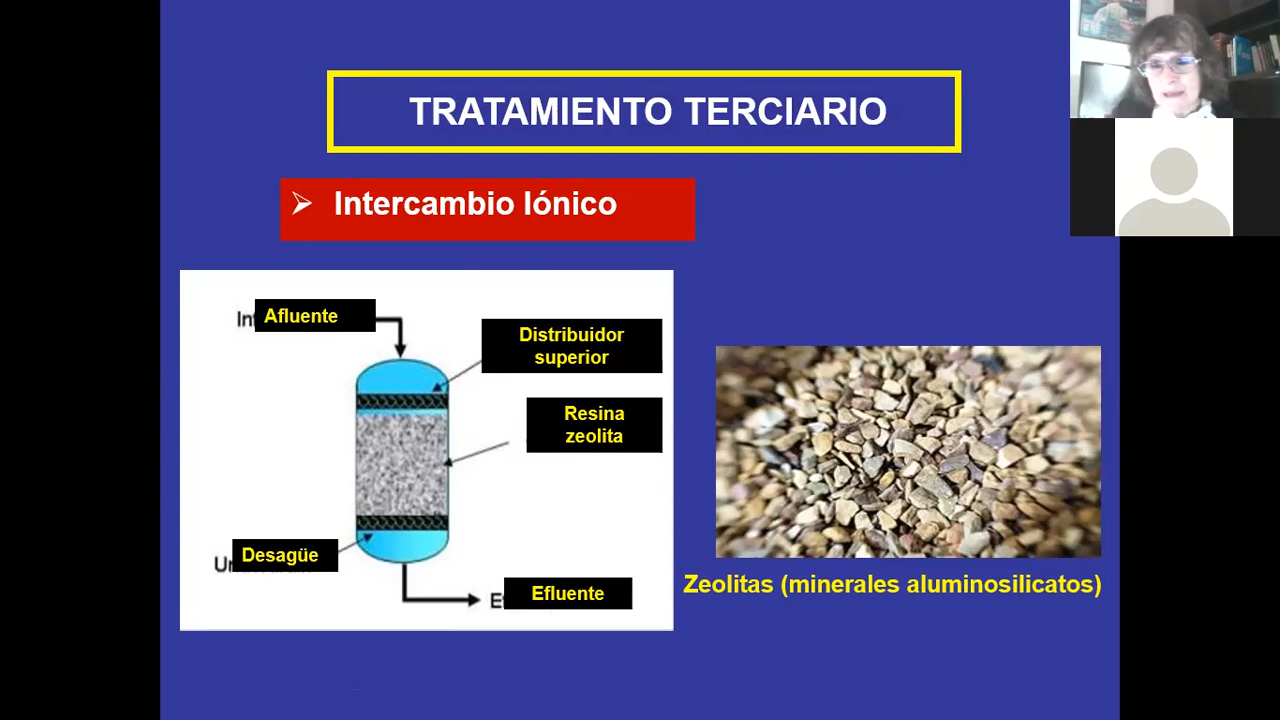 TRATAMIENTO TERCIARIO
Intercambio Iónico
Afluente
Distribuidor
superior
Resina
zeolita
Desagüe
Efluente
Zeolitas (minerales aluminosilicatos)